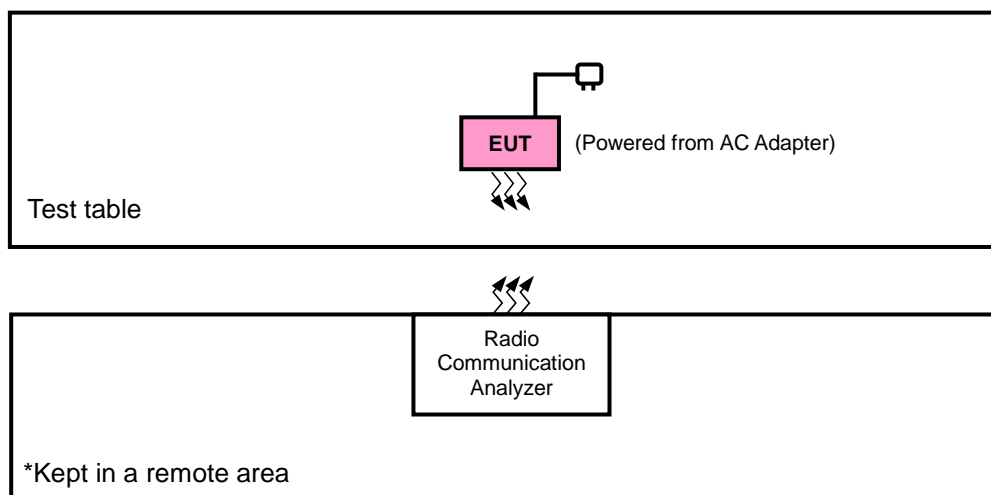 EUT
(Powered from AC Adapter)
Test table
Radio
Communication
Analyzer
*Kept in a remote area